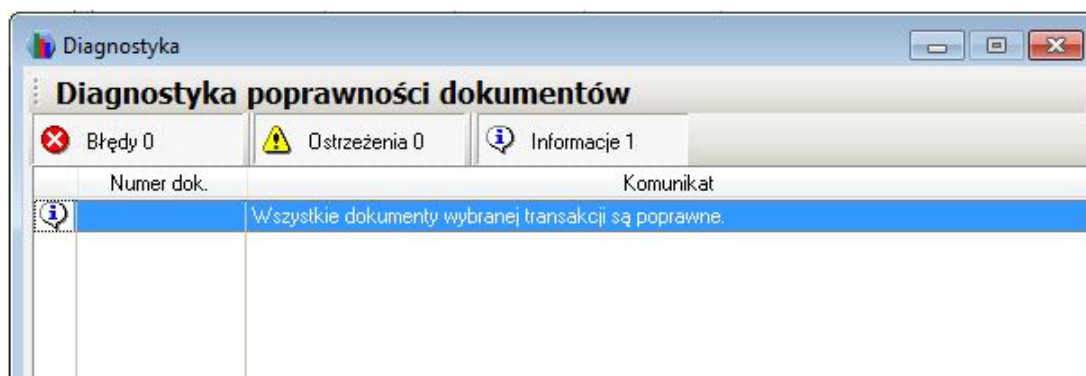 Diagnostyka
Diagnostyka poprawności dokumentów
Błędy 0 Ostrzeżenia 0 Informacje 1
Numer dok. Komunikat
Wszystkie dokumenty wybranej transakcji są poprawne.